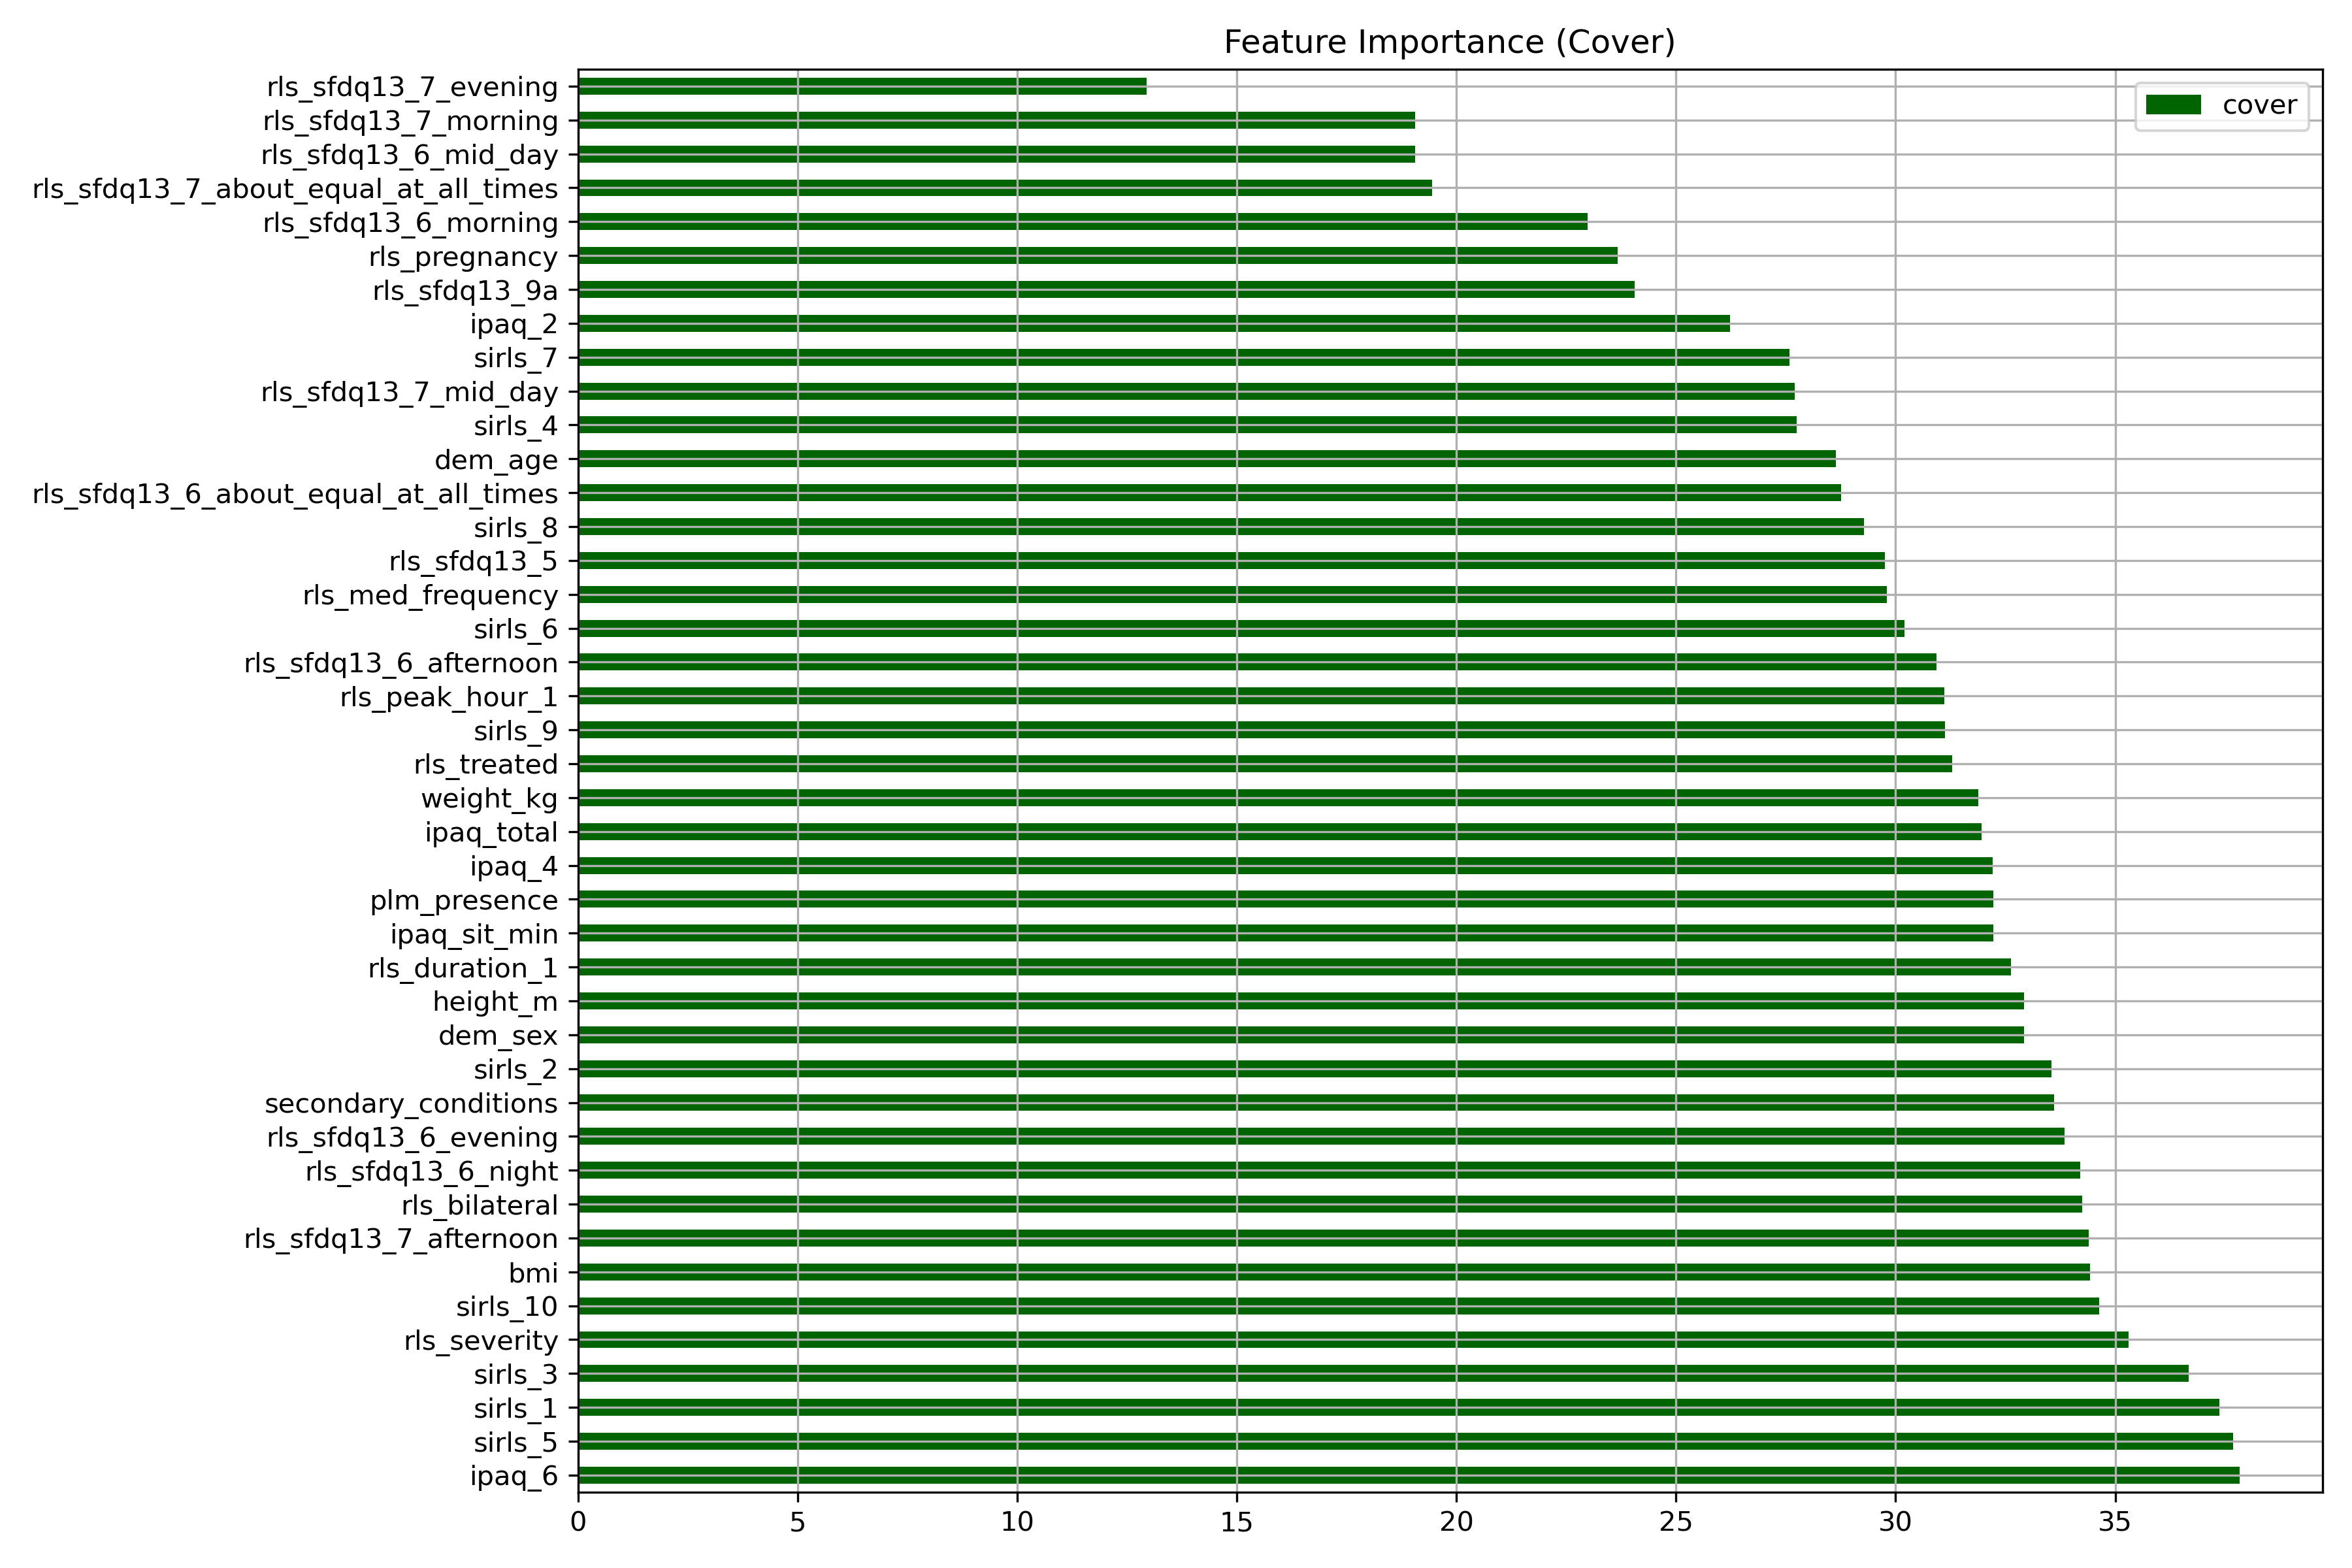 Feature Importance (Cover)
cover
rls_sfdq13_7_evening
rls_sfdq13_7_morning
rls_sfdq13_6_mid_day
rls_sfdq13_7_about_equal_at_all_times
rls_sfdq13_6_morning
rls_pregnancy
rls_sfdq13_9a
ipaq_2
sirls_7
rls_sfdq13_7_mid_day
sirls_4
dem_age
rls_sfdq13_6_about_equal_at_all_times
sirls_8
rls_sfdq13_5
rls_med_frequency
sirls_6
rls_sfdq13_6_afternoon
rls_peak_hour_1
sirls_9
rls_treated
weight_kg
ipaq_total
ipaq_4
plm_presence
ipaq_sit_min
rls_duration_1
height_m
dem_sex
sirls_2
secondary_conditions
rls_sfdq13_6_evening
rls_sfdq13_6_night
rls_bilateral
rls_sfdq13_7_afternoon
bmi
sirls_10
rls_severity
sirls_3
sirls_1
sirls_5
ipaq_6
0 5 10 15 20 25 30 35